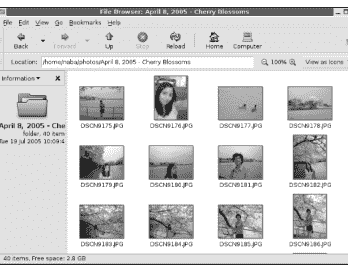 File Browser: April 8, 2005 - Cherry Blossoms
File Edit View Go Bookmarks Help
Back Forward Up Stop Reload Home Computer
Location: /home/naba/photos/April 8, 2005 - Cherry Blossoms 100% View as Icons
Information
April 8, 2005 - Che
folder, 40 item
Tue 19 Jul 2005 10:09:4
DSCN9175.JPG DSCN9176.JPG DSCN9177.JPG DSCN9178.JPG
DSCN9179.JPG DSCN9180.JPG DSCN9181.JPG DSCN9182.JPG
DSCN9183.JPG DSCN9184.JPG DSCN9185.JPG DSCN9186.JPG
40 items, Free space: 2.8 GB